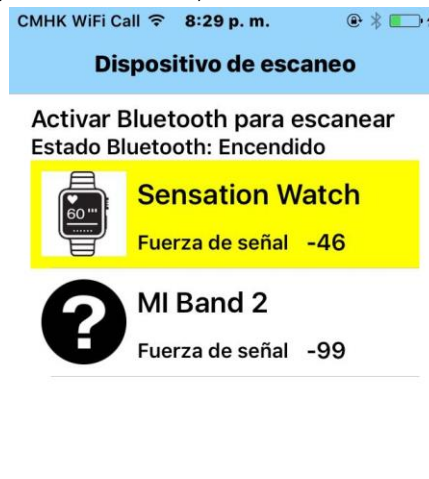 CMHK WiFi Call 8:29 p. m.
Dispositivo de escaneo
Activar Bluetooth para escanear
Estado Bluetooth: Encendido
Sensation Watch
60
Fuerza de señal -46
?
MI Band 2
Fuerza de señal -99